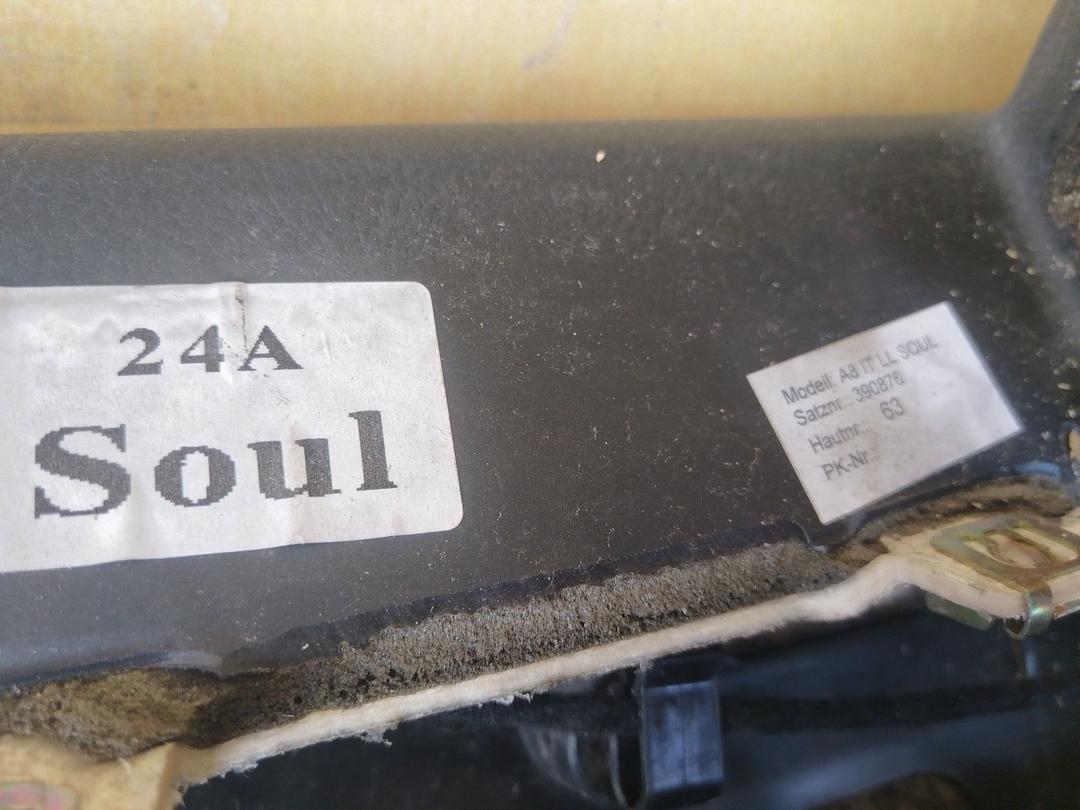 24A
Soul
Modell: A8 IT LL SOUL
Satznr.: 390876
Hautnr.: 63
PK-Nr.: